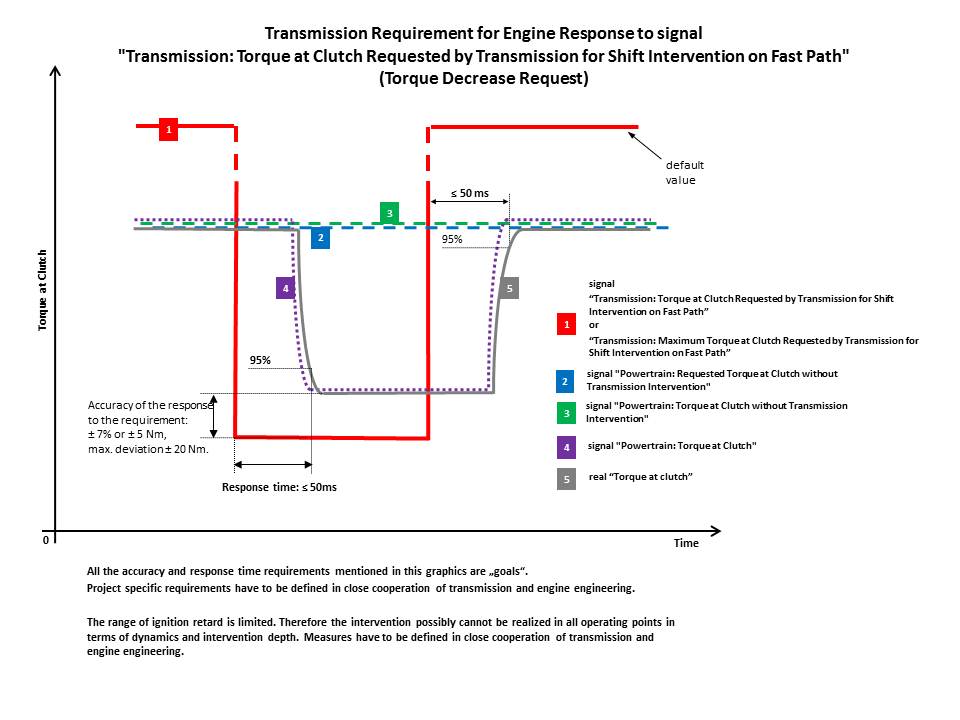 Transmission Requirement for Engine Response to signal
"Transmission: Torque at Clutch Requested by Transmission for Shift Intervention on Fast Path"
(Torque Decrease Request)
1
default
value
≤ 50 ms
3
2
95%
Torque at Clutch
4
5
signal
“Transmission: Torque at Clutch Requested by Transmission for Shift
Intervention on Fast Path”
1
or
“Transmission: Maximum Torque at Clutch Requested by Transmission for
Shift Intervention on Fast Path”
95%
2
signal "Powertrain: Requested Torque at Clutch without
Transmission Intervention"
Accuracy of the response
to the requirement:
± 7% or ± 5 Nm,
max. deviation ± 20 Nm.
3
signal "Powertrain: Torque at Clutch without Transmission
Intervention"
4
signal "Powertrain: Torque at Clutch"
5
real “Torque at clutch”
Response time: ≤ 50ms
0
Time
All the accuracy and response time requirements mentioned in this graphics are „goals“.
Project specific requirements have to be defined in close cooperation of transmission and engine engineering.
The range of ignition retard is limited. Therefore the intervention possibly cannot be realized in all operating points in
terms of dynamics and intervention depth. Measures have to be defined in close cooperation of transmission and
engine engineering.